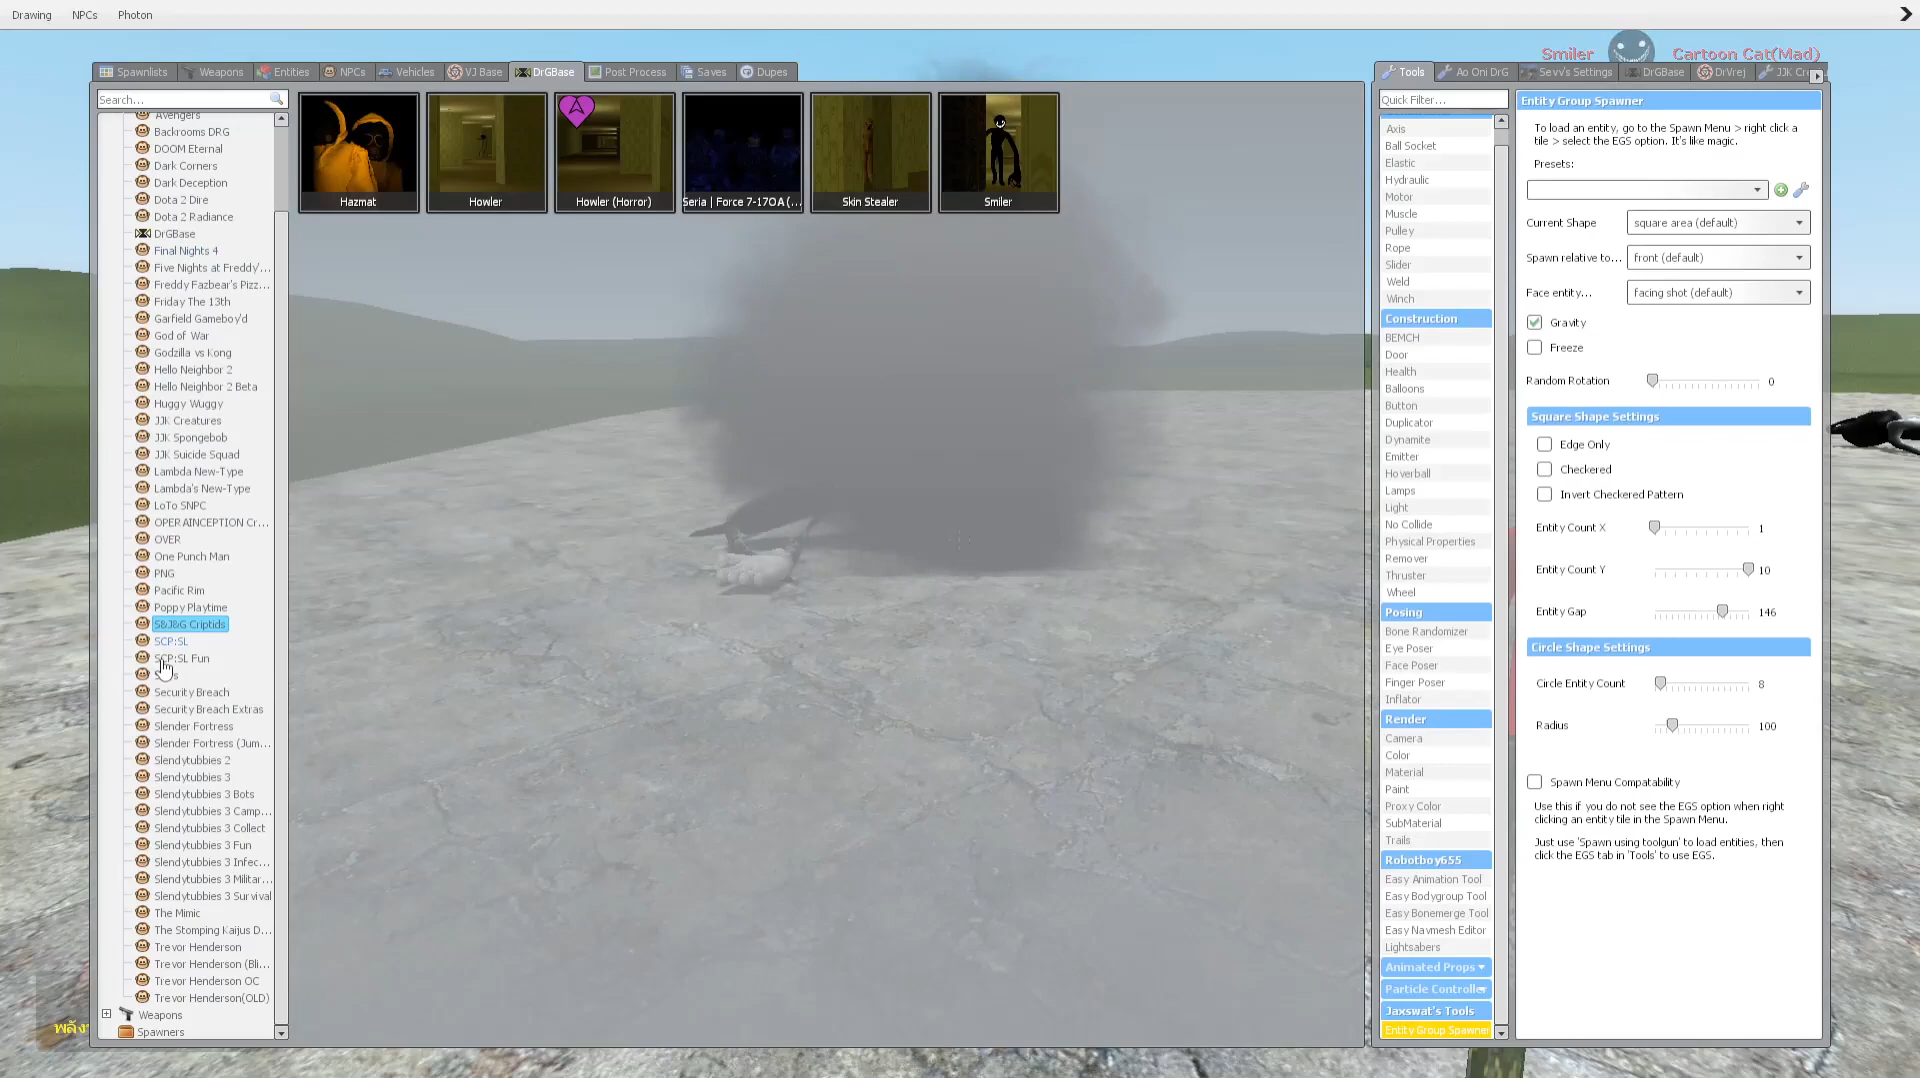 Drawing NPCs Photon
Smiler Cartoon Cat(Mad)
Spawnlists Weapons Entities NPCs Vehicles VJ Base DrGBase Post Process Saves Dupes
Search...
Avengers
Backrooms DRG
DOOM Eternal
Dark Corners
Dark Deception
Dota 2 Dire
Dota 2 Radiance
DrGBase
Final Nights 4
Five Nights at Freddy'...
Freddy Fazbear's Pizz...
Friday The 13th
Garfield Gameboy'd
God of War
Godzilla vs Kong
Hello Neighbor 2
Hello Neighbor 2 Beta
Huggy Wuggy
JJK Creatures
JJK Spongebob
JJK Suicide Squad
Lambda New-Type
Lambda's New-Type
LoTo SNPC
OPER AINCEPTION Cr...
OVER
One Punch Man
PNG
Pacific Rim
Poppy Playtime
S&J&G Criptids
SCP:SL
SCP:SL Fun
Security Breach
Security Breach Extras
Slender Fortress
Slender Fortress (Jum...
Slendytubbies 2
Slendytubbies 3
Slendytubbies 3 Bots
Slendytubbies 3 Camp...
Slendytubbies 3 Collect
Slendytubbies 3 Fun
Slendytubbies 3 Infec...
Slendytubbies 3 Militar...
Slendytubbies 3 Survival
The Mimic
The Stomping Kaijus D...
Trevor Henderson
Trevor Henderson (Bli...
Trevor Henderson OC
Trevor Henderson(OLD)
Weapons
Spawners
พลัง
Hazmat
Howler
Howler (Horror)
Seria | Force 7-17OA (...
Skin Stealer
Smiler
Tools Ao Oni DrG Sevv's Settings DrGBase DrVrej JJK Cre
Quick Filter...
Axis
Ball Socket
Elastic
Hydraulic
Motor
Muscle
Pulley
Rope
Slider
Weld
Winch
Construction
BEMCH
Door
Health
Balloons
Button
Duplicator
Dynamite
Emitter
Hoverball
Lamps
Light
No Collide
Physical Properties
Remover
Thruster
Wheel
Posing
Bone Randomizer
Eye Poser
Face Poser
Finger Poser
Inflator
Render
Camera
Color
Material
Paint
Proxy Color
SubMaterial
Trails
Robotboy655
Easy Animation Tool
Easy Bodygroup Tool
Easy Bonemerge Tool
Easy Navmesh Editor
Lightsabers
Animated Props
Particle Controller
Jaxswat's Tools
Entity Group Spawner
Entity Group Spawner
To load an entity, go to the Spawn Menu > right click a
tile > select the EGS option. It's like magic.
Presets:
Current Shape square area (default)
Spawn relative to... front (default)
Face entity... facing shot (default)
Gravity
Freeze
Random Rotation 0
Square Shape Settings
Edge Only
Checkered
Invert Checkered Pattern
Entity Count X 1
Entity Count Y 10
Entity Gap 146
Circle Shape Settings
Circle Entity Count 8
Radius 100
Spawn Menu Compatability
Use this if you do not see the EGS option when right
clicking an entity tile in the Spawn Menu.
Just use 'Spawn using toolgun' to load entities, then
click the EGS tab in 'Tools' to use EGS.